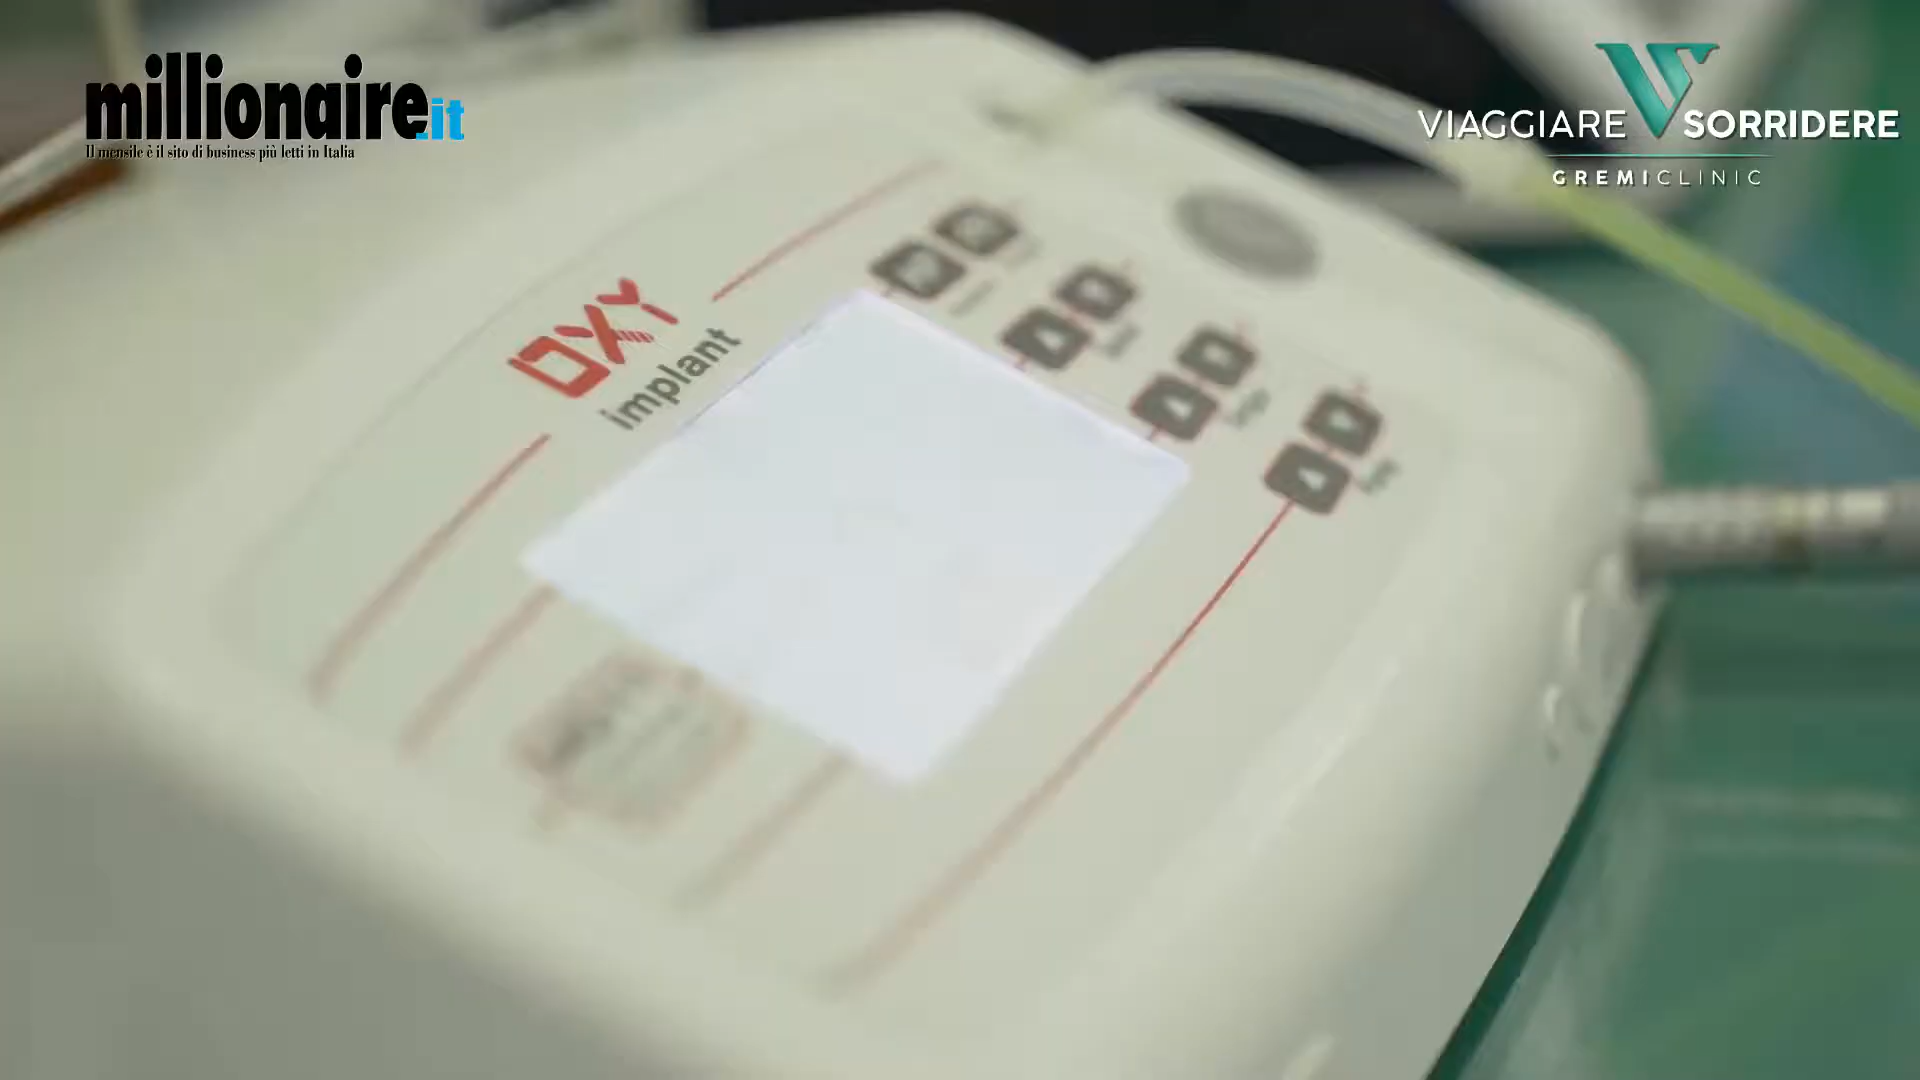 millionaire.it
Il mensile è il sito di business più letti in Italia
VIAGGIARE SORRIDERE
GREMICLINIC
OXY
implant